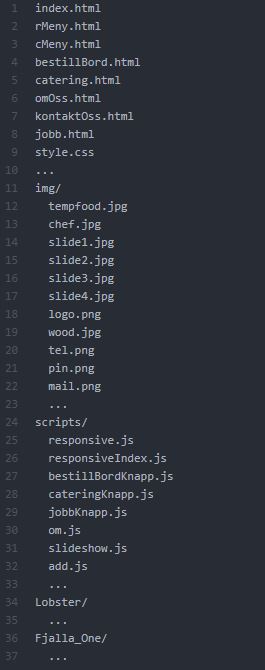 1 index.html
2 rMeny.html
3 cMeny.html
4 bestillBord.html
5 catering.html
6 omOss.html
7 kontaktOss.html
8 jobb.html
9 style.css
10 ...
11 img/
12 tempfood.jpg
13 chef.jpg
14 slide1.jpg
15 slide2.jpg
16 slide3.jpg
17 slide4.jpg
18 logo.png
19 wood.jpg
20 tel.png
21 pin.png
22 mail.png
23 ...
24 scripts/
25 responsive.js
26 responsiveIndex.js
27 bestillBordKnapp.js
28 cateringKnapp.js
29 jobbKnapp.js
30 om.js
31 slideshow.js
32 add.js
33 ...
34 Lobster/
35 ...
36 Fjalla_One/
37 ...